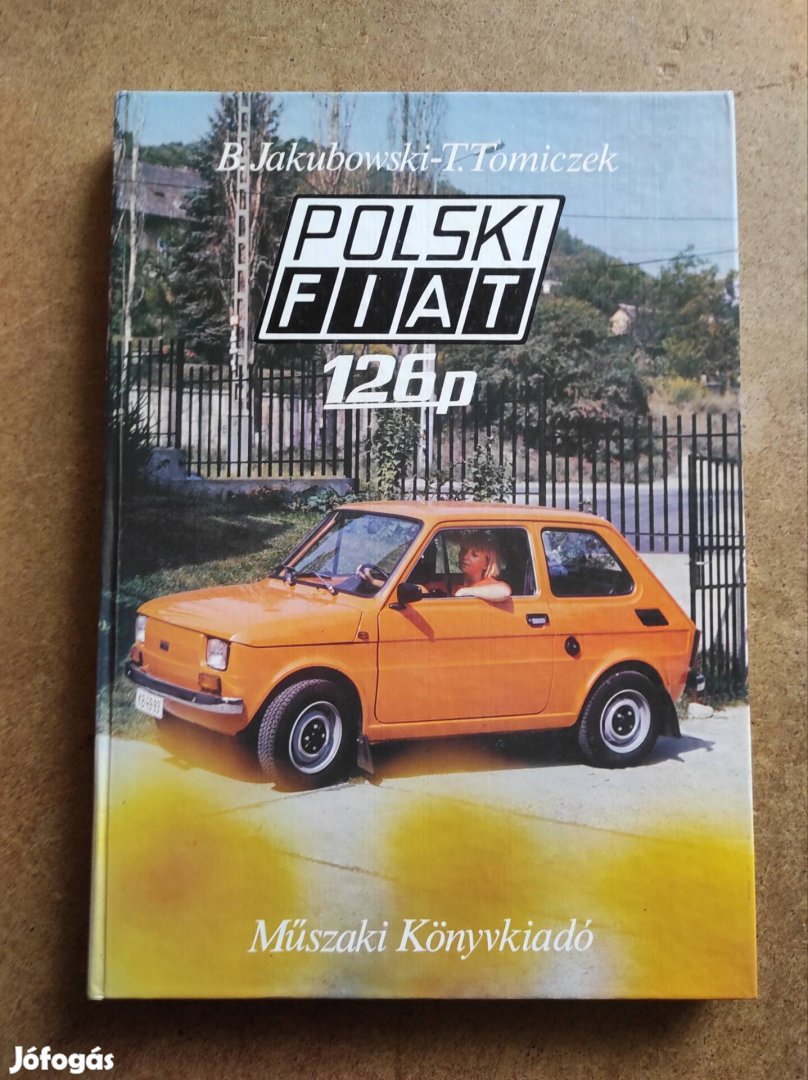 B. Jakubowski-T. Tomiczek
POLSKI
FIAT
126p
Műszaki Könyvkiadó
Jófogás